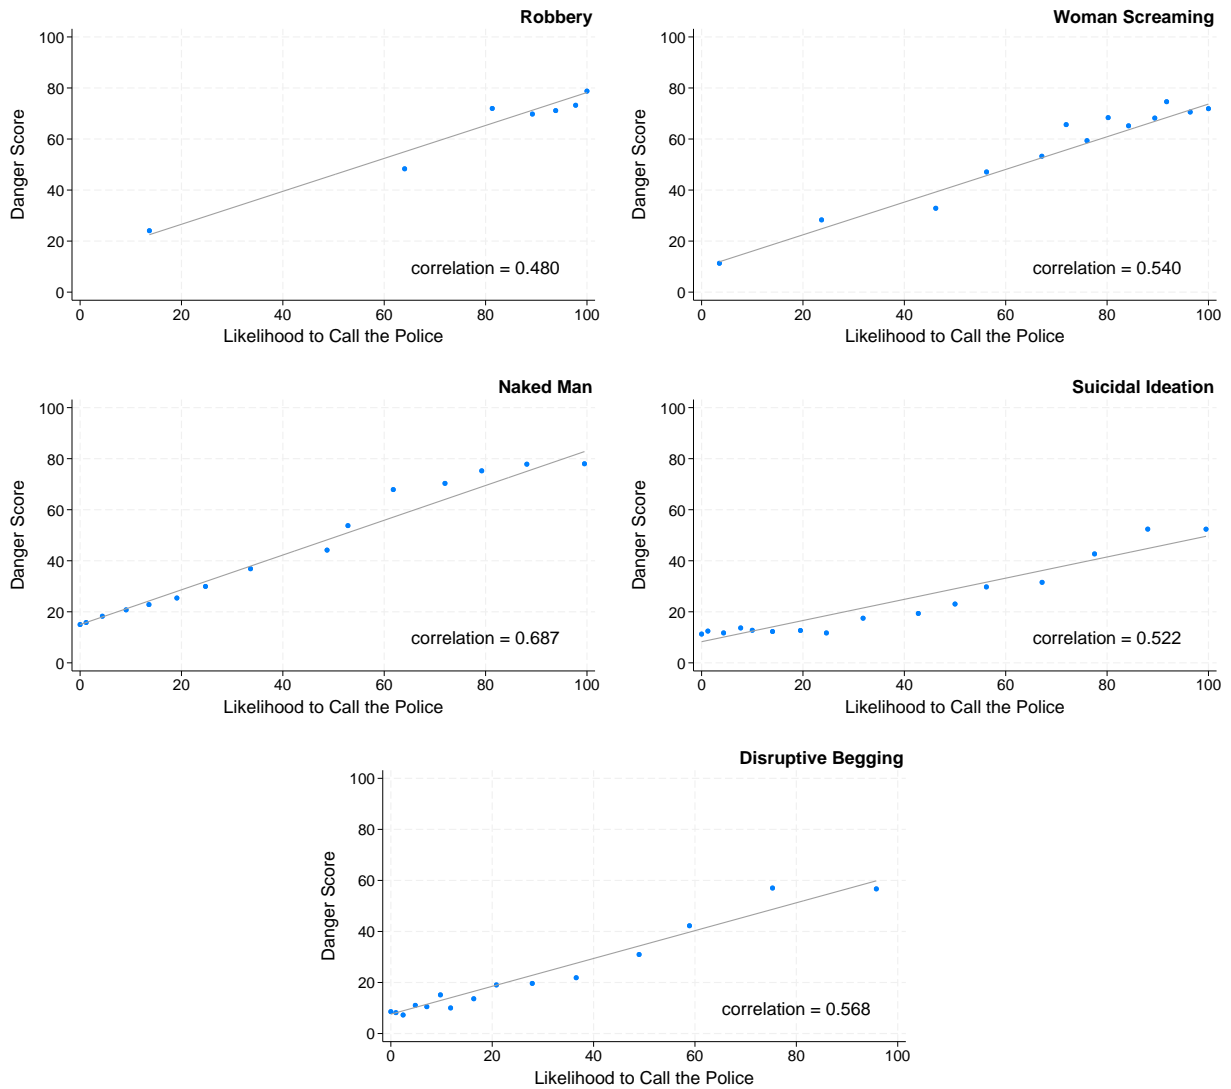 Robbery
100
80
60
40
20
0
Danger Score
correlation = 0.480
0 20 40 60 80 100
Likelihood to Call the Police
Woman Screaming
100
80
60
40
20
0
Danger Score
correlation = 0.540
0 20 40 60 80 100
Likelihood to Call the Police
Naked Man
100
80
60
40
20
0
Danger Score
correlation = 0.687
0 20 40 60 80 100
Likelihood to Call the Police
Suicidal Ideation
100
80
60
40
20
0
Danger Score
correlation = 0.522
0 20 40 60 80 100
Likelihood to Call the Police
Disruptive Begging
100
80
60
40
20
0
Danger Score
correlation = 0.568
0 20 40 60 80 100
Likelihood to Call the Police